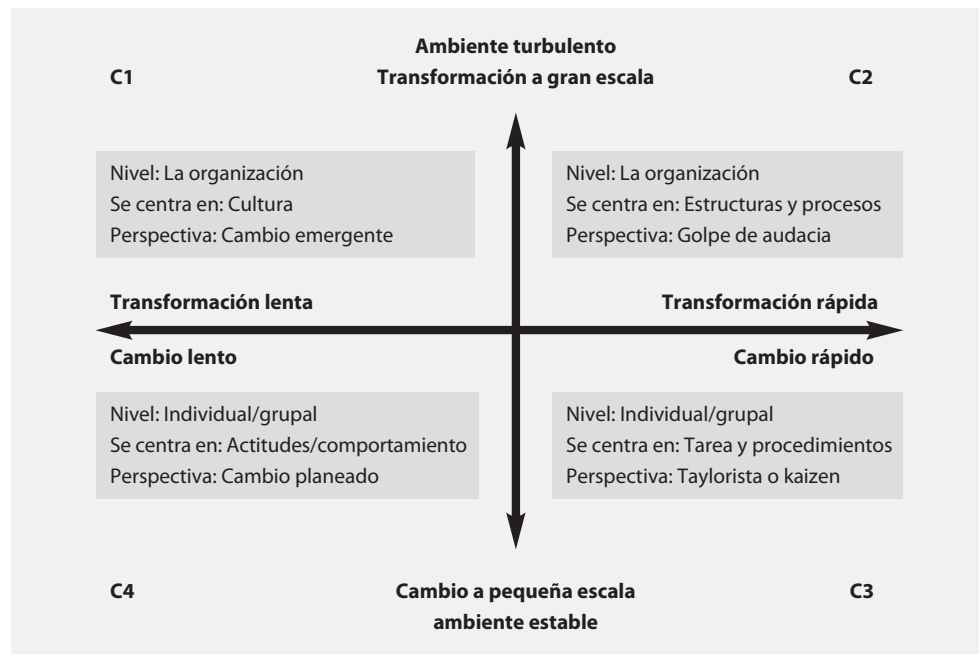 Ambiente turbulento
C1
Transformación a gran escala
C2
Nivel: La organización
Se centra en: Cultura
Perspectiva: Cambio emergente
Nivel: La organización
Se centra en: Estructuras y procesos
Perspectiva: Golpe de audacia
Transformación lenta
Transformación rápida
Cambio lento
Cambio rápido
Nivel: Individual/grupal
Se centra en: Actitudes/comportamiento
Perspectiva: Cambio planeado
Nivel: Individual/grupal
Se centra en: Tarea y procedimientos
Perspectiva: Taylorista o kaizen
C4
Cambio a pequeña escala
C3
ambiente estable